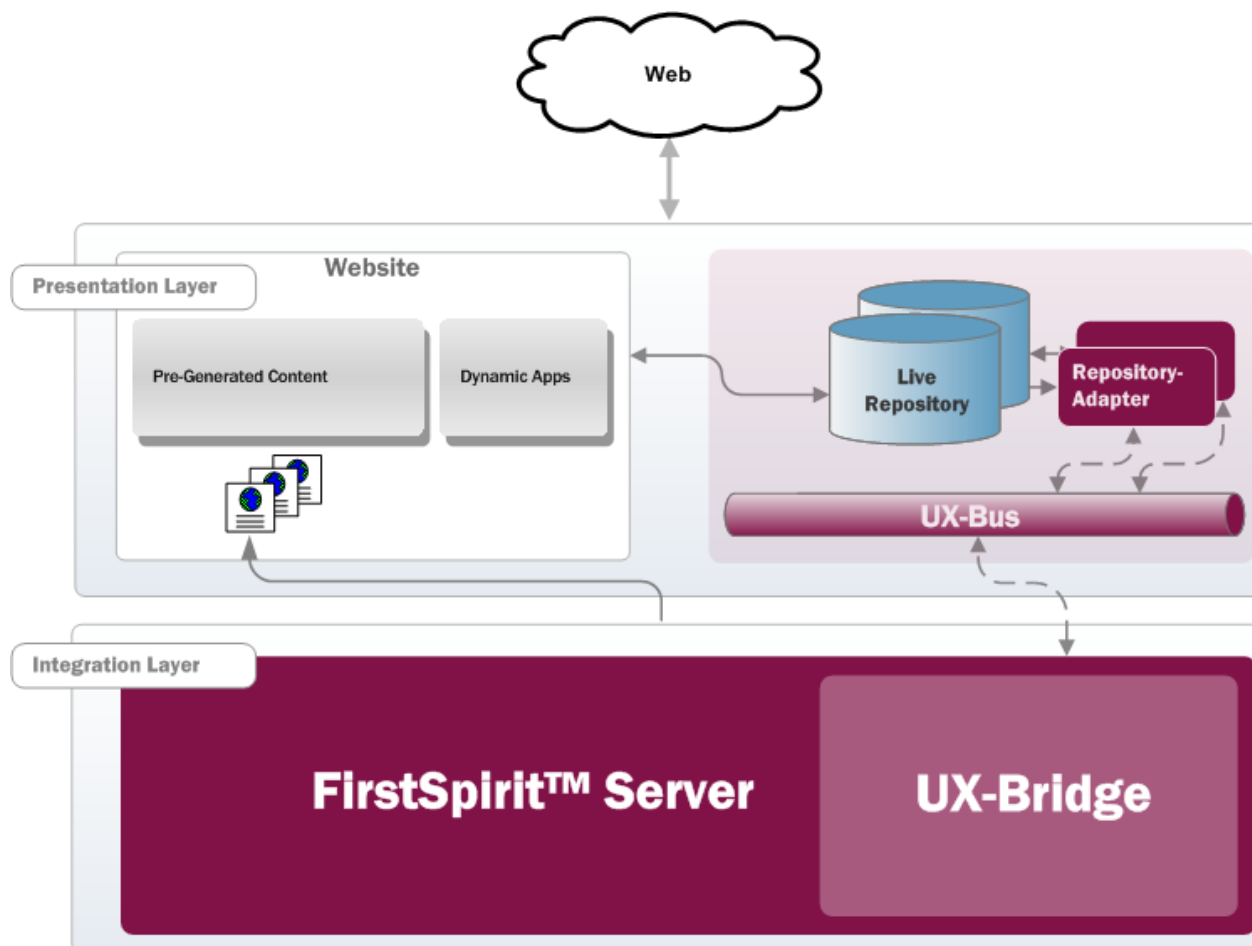 Web
Website
Presentation Layer
Pre-Generated Content
Dynamic Apps
Live
Repository
Repository-
Adapter
UX-Bus
Integration Layer
FirstSpirit™ Server
UX-Bridge